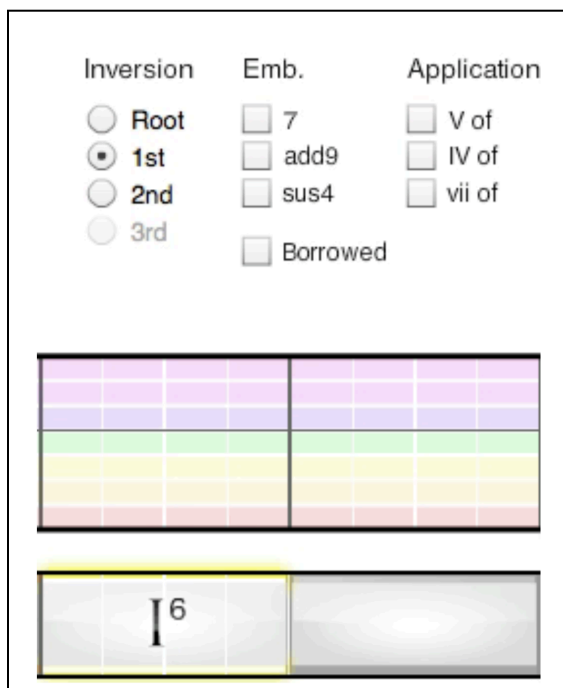 Inversion Emb. Application
Root 7 V of
1st add9 IV of
2nd sus4 vii of
3rd
Borrowed
I⁶